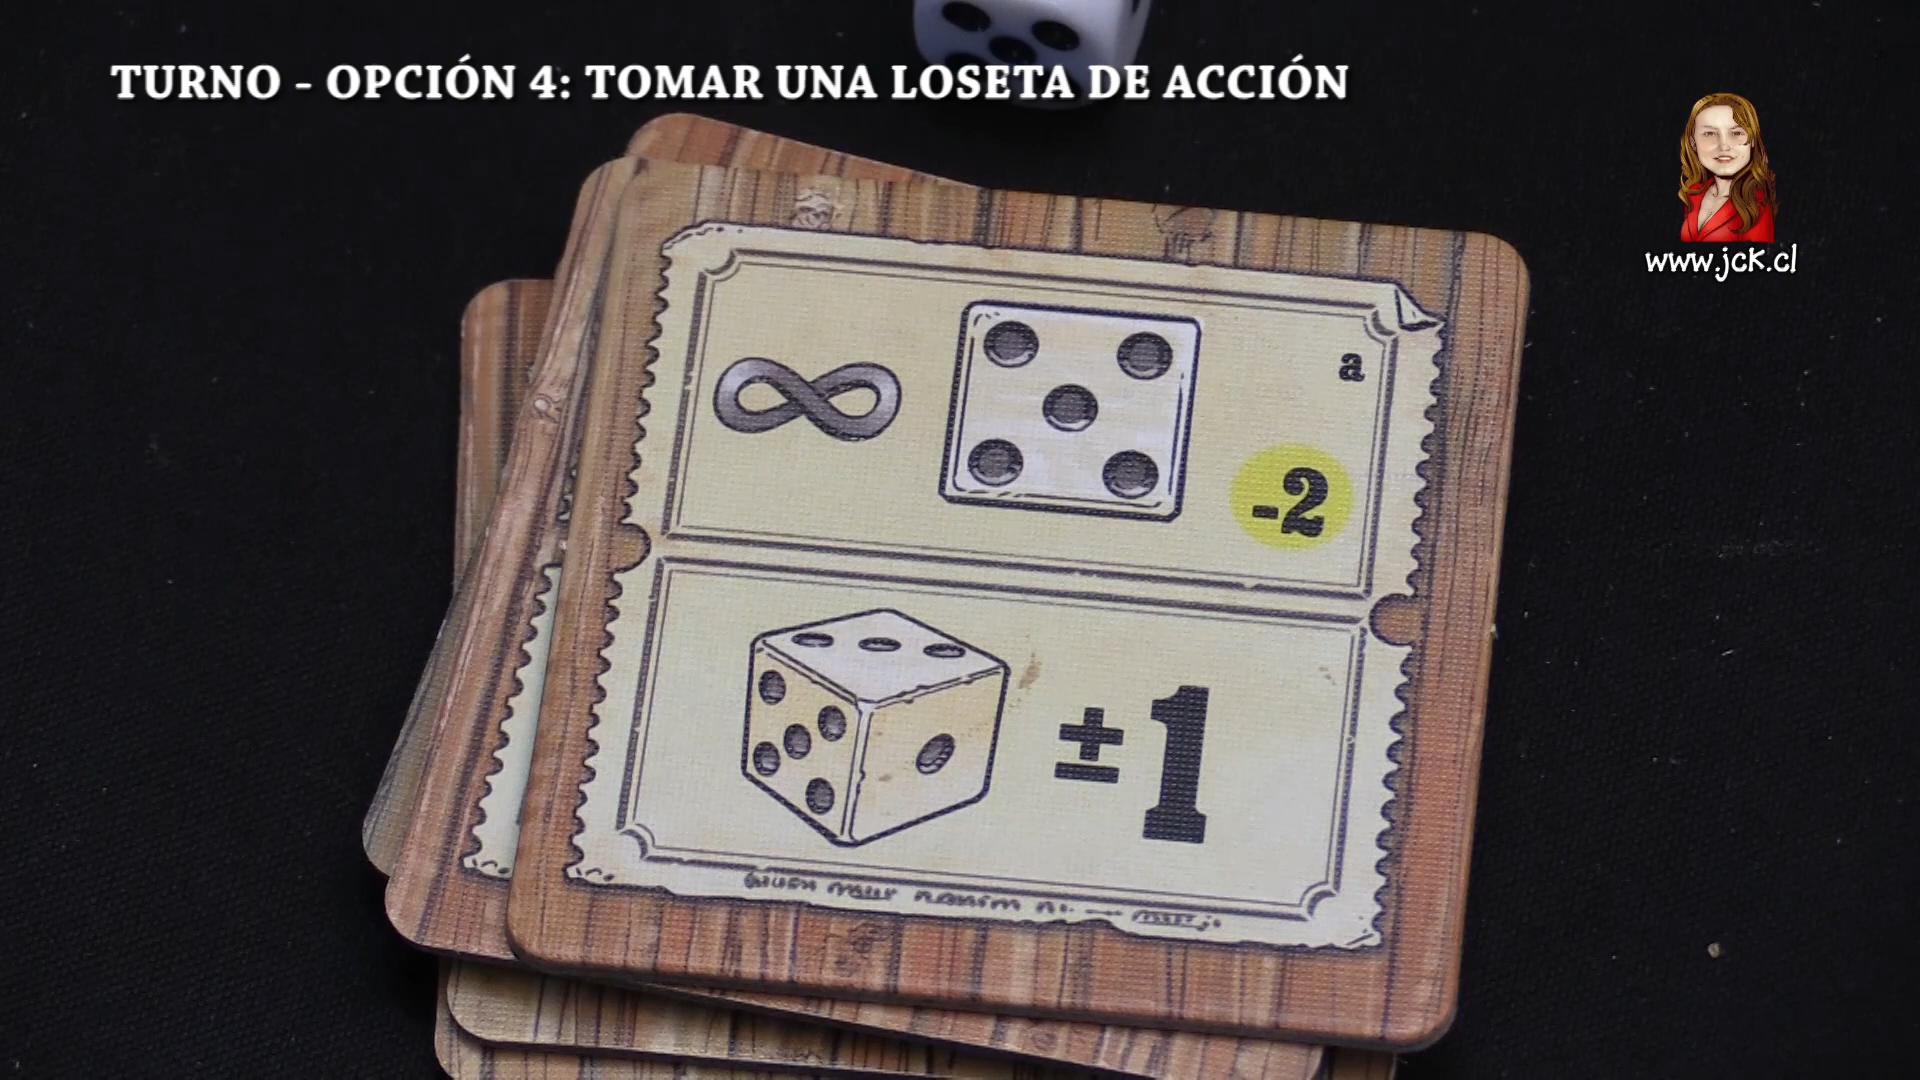 TURNO - OPCIÓN 4: TOMAR UNA LOSETA DE ACCIÓN
www.jck.cl
a
-2
±1